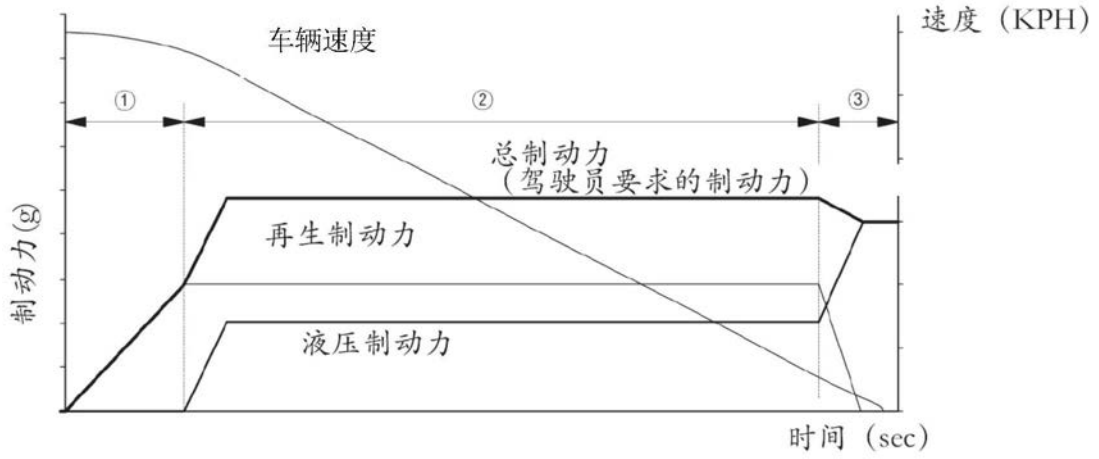 速度（KPH）
车辆速度
① ② ③
总制动力
（驾驶员要求的制动力）
再生制动力
制动力(g)
液压制动力
时间（sec）